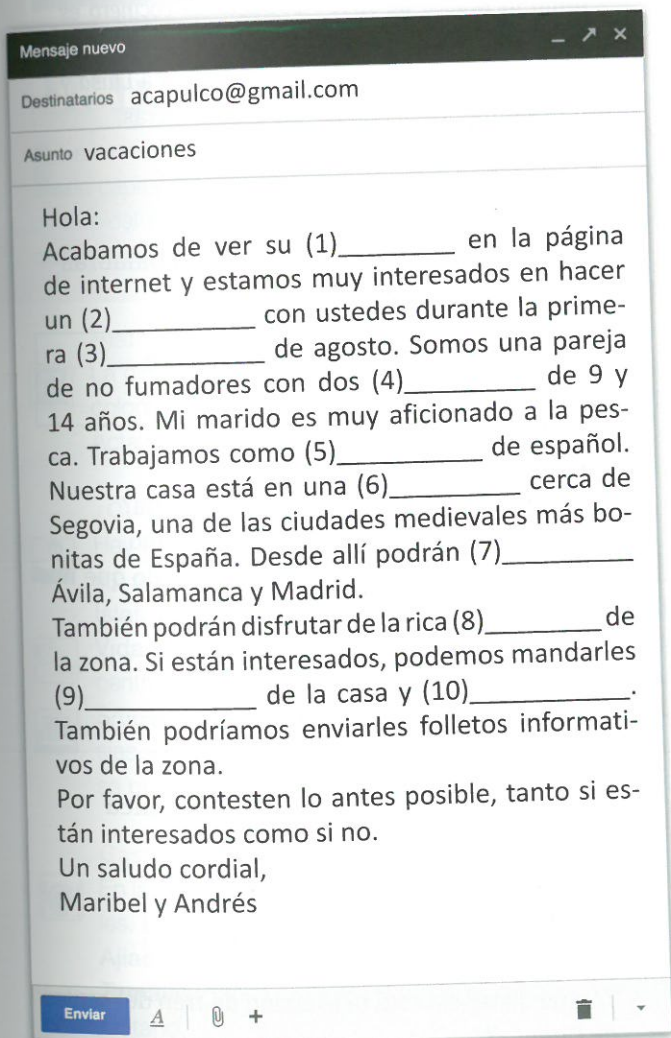 Mensaje nuevo
Destinatarios acapulco@gmail.com
Asunto vacaciones
Hola:
Acabamos de ver su (1)_________ en la página
de internet y estamos muy interesados en hacer
un (2)___________ con ustedes durante la prime-
ra (3)____________ de agosto. Somos una pareja
de no fumadores con dos (4)__________ de 9 y
14 años. Mi marido es muy aficionado a la pes-
ca. Trabajamos como (5)___________ de español.
Nuestra casa está en una (6)__________ cerca de
Segovia, una de las ciudades medievales más bo-
nitas de España. Desde allí podrán (7)__________
Ávila, Salamanca y Madrid.
También podrán disfrutar de la rica (8)_________ de
la zona. Si están interesados, podemos mandarles
(9)_____________ de la casa y (10)____________.
También podríamos enviarles folletos informati-
vos de la zona.
Por favor, contesten lo antes posible, tanto si es-
tán interesados como si no.
Un saludo cordial,
Maribel y Andrés
Enviar A